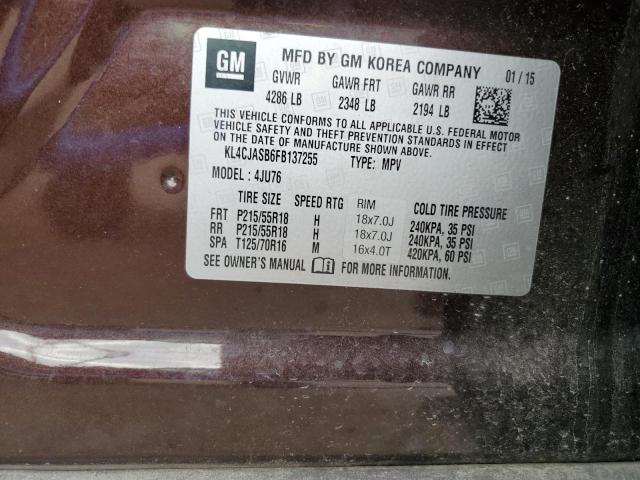 GM
MFD BY GM KOREA COMPANY 01 / 15
GVWR GAWR FRT GAWR RR
4286 LB 2348 LB 2194 LB
THIS VEHICLE CONFORMS TO ALL APPLICABLE U.S. FEDERAL MOTOR
VEHICLE SAFETY AND THEFT PREVENTION STANDARDS IN EFFECT
ON THE DATE OF MANUFACTURE SHOWN ABOVE.
KL4CJASB6FB137255 TYPE: MPV
MODEL : 4JU76
TIRE SIZE SPEED RTG RIM COLD TIRE PRESSURE
FRT P215/55R18 H 18x7.0J 240KPA, 35 PSI
RR P215/55R18 H 18x7.0J 240KPA, 35 PSI
SPA T125/70R16 M 16x4.0T 420KPA, 60 PSI
SEE OWNER'S MANUAL FOR MORE INFORMATION.